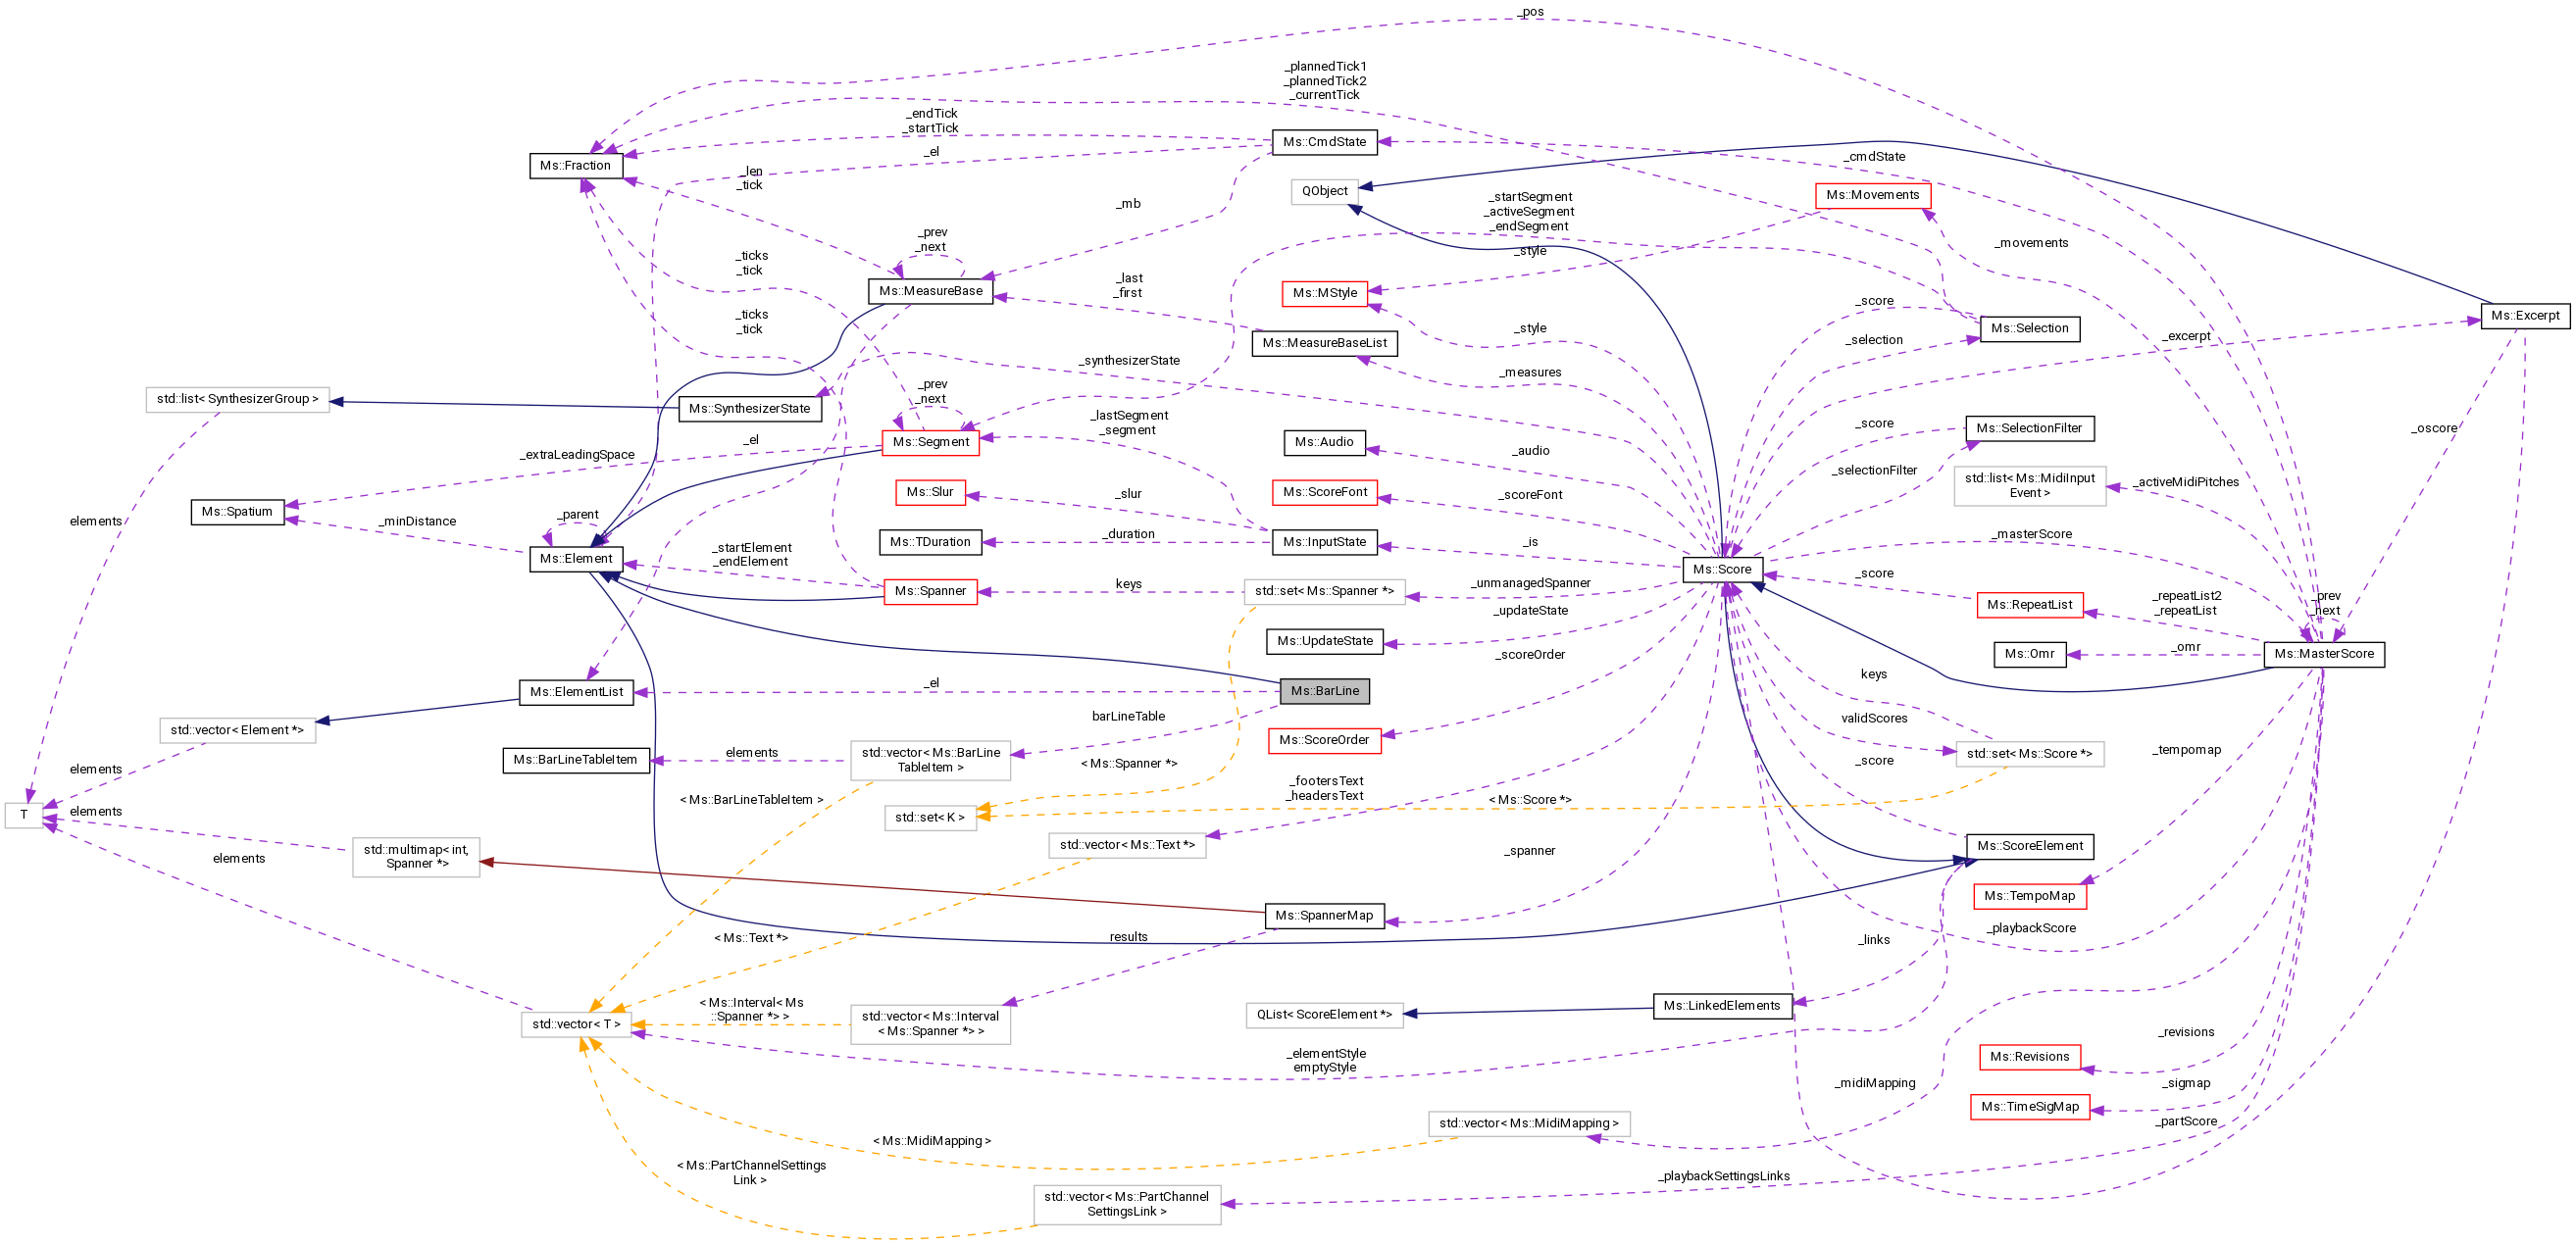 _pos
_plannedTick1
_plannedTick2
_currentTick
_endTick
_startTick
Ms::CmdState
_cmdState
_el
Ms::Fraction
_len
_tick
QObject
Ms::Movements
_mb
_startSegment
_activeSegment
_endSegment
_prev
_next
_movements
_style
_ticks
_tick
Ms::MeasureBase
_last
_first
Ms::MStyle
_score
Ms::Excerpt
_ticks
_tick
_style
Ms::Selection
Ms::MeasureBaseList
_selection
_excerpt
_synthesizerState
_measures
std::list< SynthesizerGroup >
Ms::SynthesizerState
_prev
_next
_lastSegment
_segment
_score
Ms::SelectionFilter
_oscore
Ms::Segment
Ms::Audio
_el
_extraLeadingSpace
_audio
_selectionFilter
std::list< Ms::MidiInput
Event >
_activeMidiPitches
Ms::Slur
_slur
Ms::ScoreFont
_scoreFont
Ms::Spatium
_parent
elements
_minDistance
_duration
Ms::TDuration
Ms::InputState
_is
_masterScore
Ms::Element
_startElement
_endElement
Ms::Score
_score
keys
Ms::Spanner
std::set< Ms::Spanner *>
_unmanagedSpanner
Ms::RepeatList
_repeatList2
_repeatList
_prev
_next
_updateState
Ms::UpdateState
_omr
Ms::Omr
Ms::MasterScore
_scoreOrder
keys
Ms::ElementList
_el
Ms::BarLine
barLineTable
validScores
std::vector< Element *>
Ms::ScoreOrder
Ms::BarLineTableItem
elements
std::vector< Ms::BarLine
TableItem >
std::set< Ms::Score *>
_tempomap
elements
< Ms::Spanner *>
_score
_footersText
_headersText
< Ms::BarLineTableItem >
< Ms::Score *>
T
elements
std::set< K >
std::multimap< int,
Spanner *>
elements
std::vector< Ms::Text *>
_spanner
Ms::ScoreElement
Ms::TempoMap
Ms::SpannerMap
< Ms::Text *>
results
_links
_playbackScore
std::vector< T >
< Ms::Interval< Ms
::Spanner *> >
std::vector< Ms::Interval
< Ms::Spanner *> >
QList< ScoreElement *>
Ms::LinkedElements
_revisions
_elementStyle
emptyStyle
Ms::Revisions
_midiMapping
_sigmap
Ms::TimeSigMap
_partScore
std::vector< Ms::MidiMapping >
< Ms::MidiMapping >
< Ms::PartChannelSettings
Link >
_playbackSettingsLinks
std::vector< Ms::PartChannel
SettingsLink >